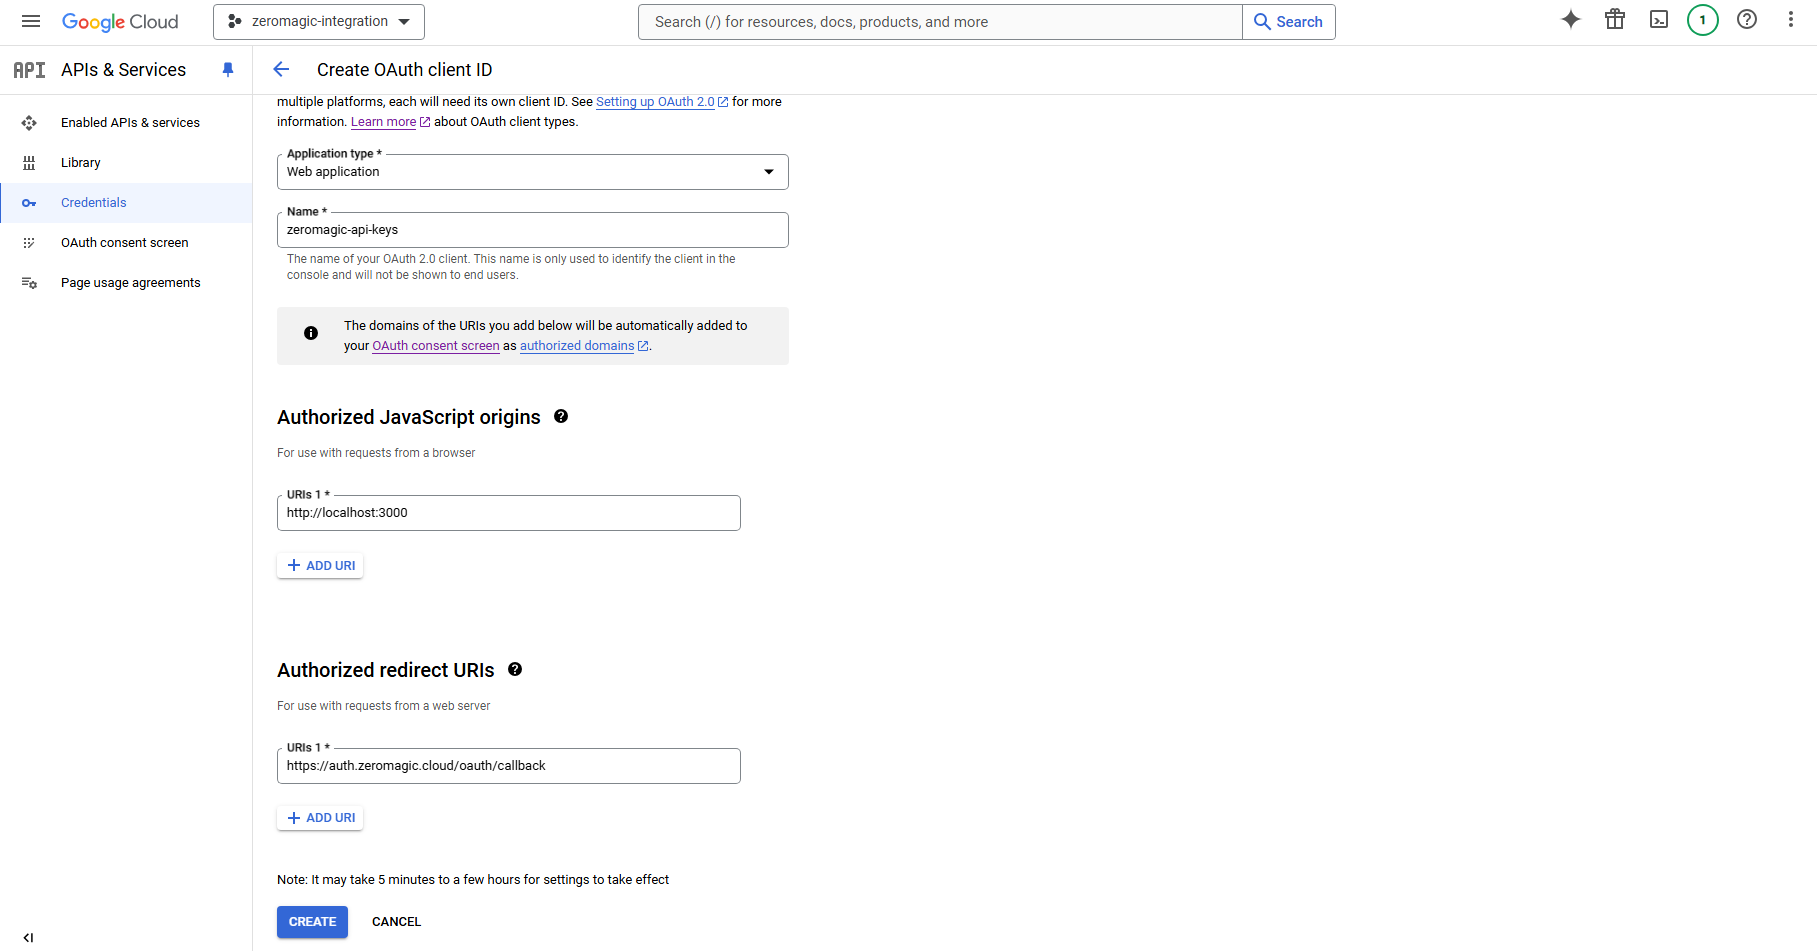 Google Cloud
zeromagic-integration
Search (/) for resources, docs, products, and more
Search
1
API APIs & Services
Create OAuth client ID
Enabled APIs & services
Library
Credentials
OAuth consent screen
Page usage agreements
multiple platforms, each will need its own client ID. See Setting up OAuth 2.0 for more
information. Learn more about OAuth client types.
Application type *
Web application
Name *
zeromagic-api-keys
The name of your OAuth 2.0 client. This name is only used to identify the client in the
console and will not be shown to end users.
The domains of the URIs you add below will be automatically added to
your OAuth consent screen as authorized domains.
Authorized JavaScript origins
For use with requests from a browser
URIs 1 *
http://localhost:3000
+ ADD URI
Authorized redirect URIs
For use with requests from a web server
URIs 1 *
https://auth.zeromagic.cloud/oauth/callback
+ ADD URI
Note: It may take 5 minutes to a few hours for settings to take effect
CREATE
CANCEL